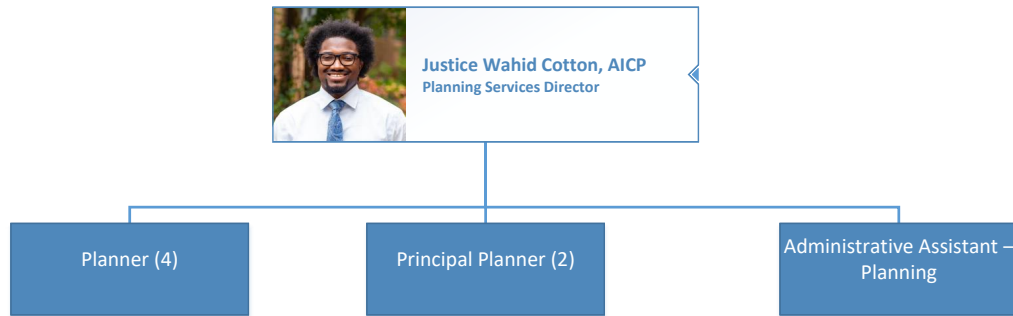 Justice Wahid Cotton, AICP
Planning Services Director
Planner (4)
Principal Planner (2)
Administrative Assistant –
Planning